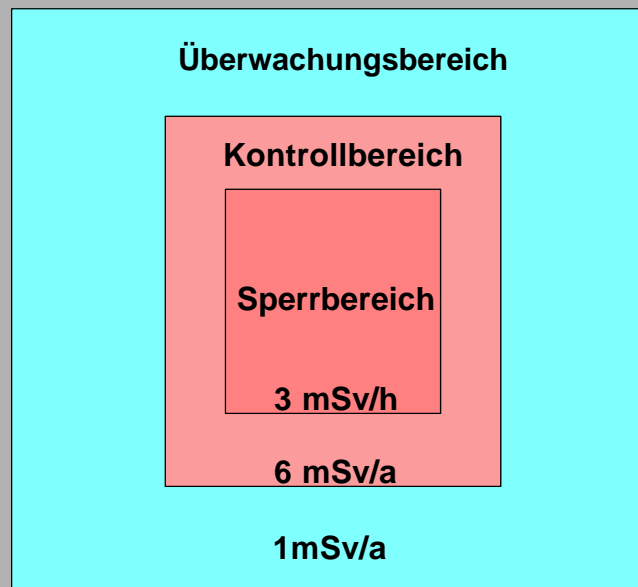 Überwachungsbereich
Kontrollbereich
Sperrbereich
3 mSv/h
6 mSv/a
1mSv/a